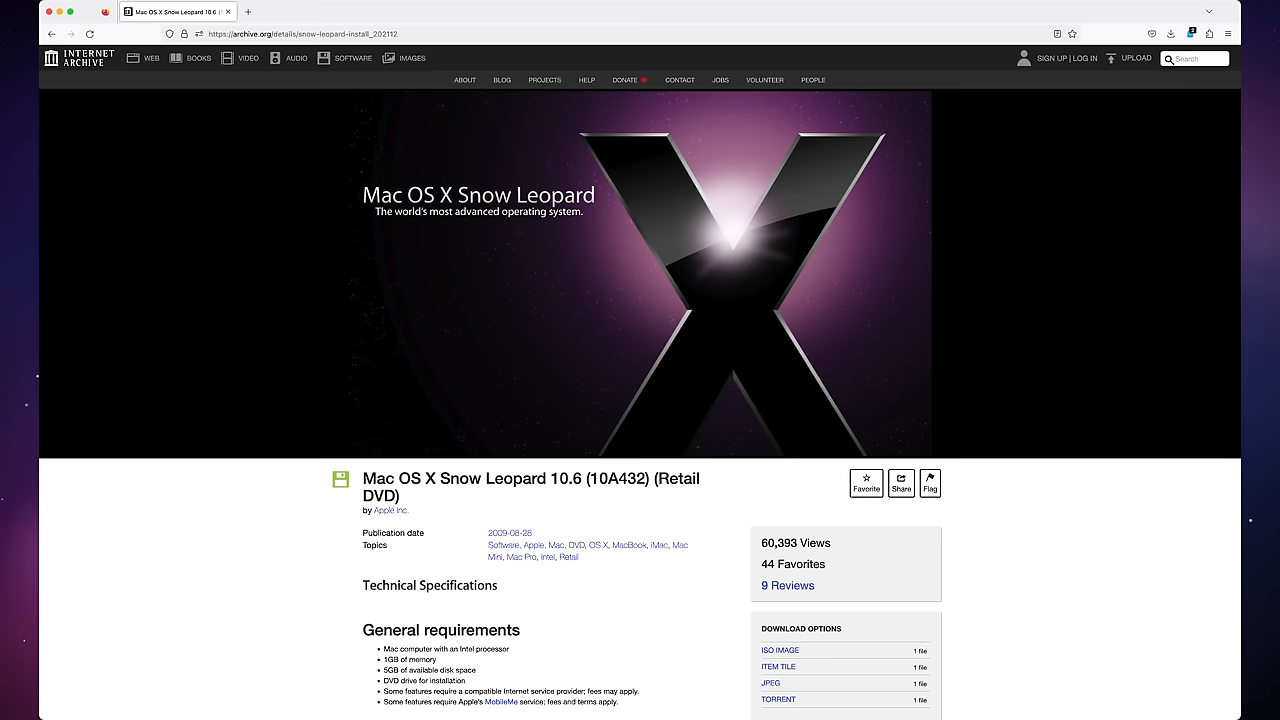 Mac OS X Snow Leopard 10.6 (1
https://archive.org/details/snow-leopard-install_202112
3
INTERNET
ARCHIVE
WEB BOOKS VIDEO AUDIO SOFTWARE IMAGES
SIGN UP | LOG IN UPLOAD Search
ABOUT BLOG PROJECTS HELP DONATE CONTACT JOBS VOLUNTEER PEOPLE
Mac OS X Snow Leopard
The world's most advanced operating system.
Mac OS X Snow Leopard 10.6 (10A432) (Retail
DVD)
by Apple Inc.
Favorite Share Flag
Publication date 2009-08-28
Topics Software, Apple, Mac, DVD, OS X, MacBook, iMac, Mac
Mini, Mac Pro, Intel, Retail
Technical Specifications
General requirements
• Mac computer with an Intel processor
• 1GB of memory
• 5GB of available disk space
• DVD drive for installation
• Some features require a compatible Internet service provider; fees may apply.
• Some features require Apple's MobileMe service; fees and terms apply.
60,393 Views
44 Favorites
9 Reviews
DOWNLOAD OPTIONS
ISO IMAGE 1 file
ITEM TILE 1 file
JPEG 1 file
TORRENT 1 file